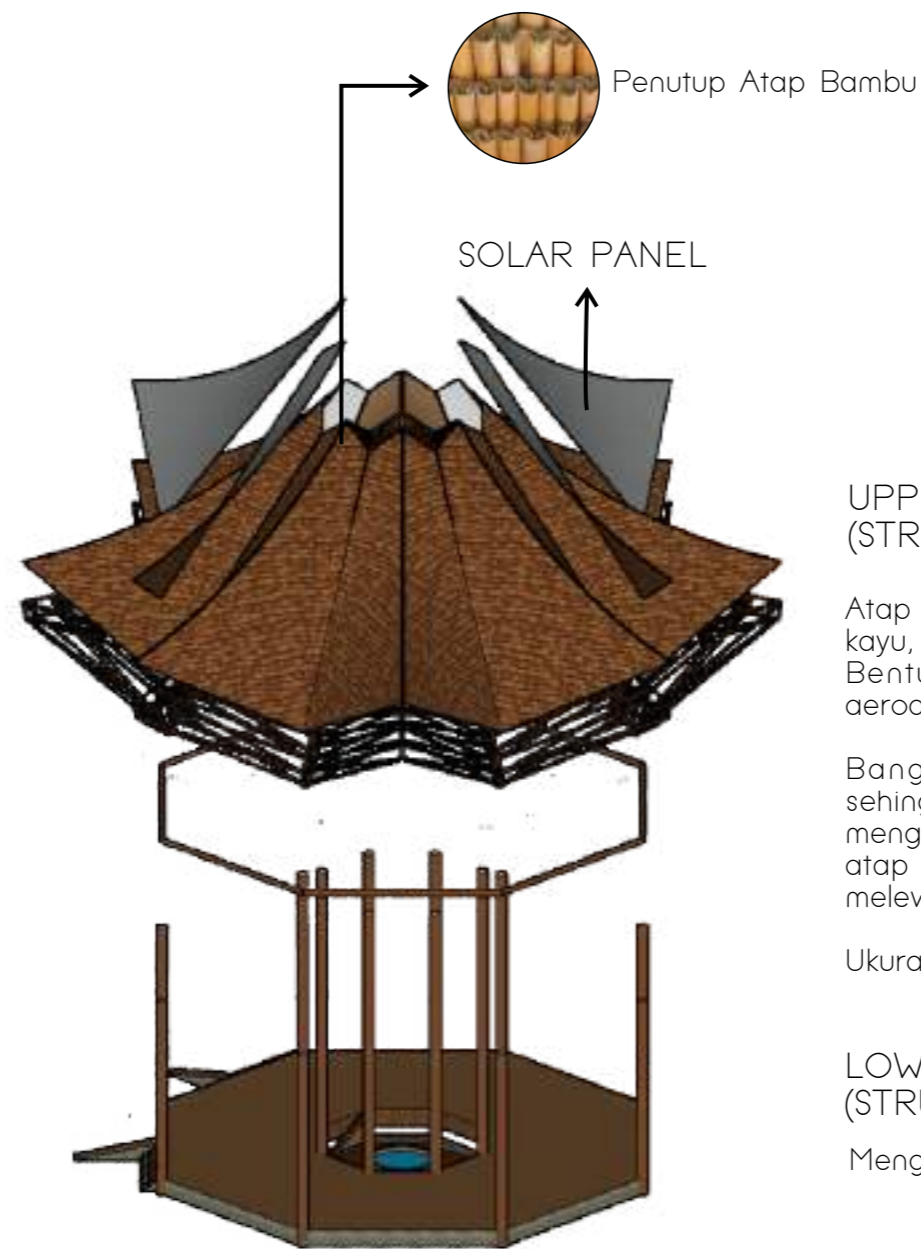 Penutup Atap Bambu
SOLAR PANEL
UPP
(STR
Atap
kayu,
Bentu
aeroc
Bang
sehing
meng
atap
melev
Ukura
LOW
(STRU
Meng